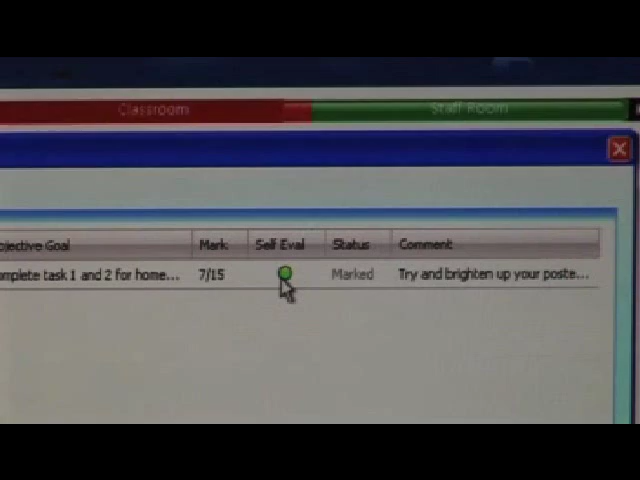 Classroom Staff Room
bjective Goal Mark Self Eval Status Comment
omplete task 1 and 2 for home... 7/15 Marked Try and brighten up your poste...